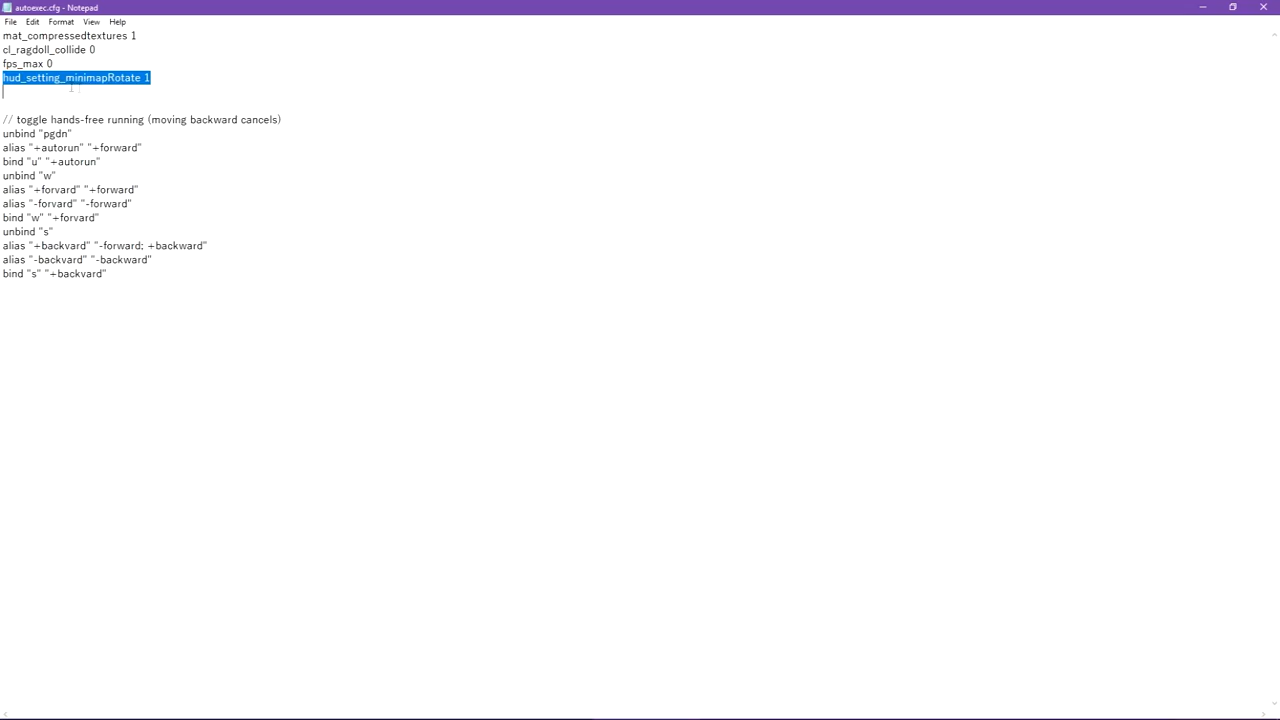 autoexec.cfg - Notepad
File Edit Format View Help
mat_compressedtextures 1
cl_ragdoll_collide 0
fps_max 0
hud_setting_minimapRotate 1
// toggle hands-free running (moving backward cancels)
unbind "pgdn"
alias "+autorun" "+forward"
bind "u" "+autorun"
unbind "w"
alias "+forvard" "+forward"
alias "-forvard" "-forward"
bind "w" "+forvard"
unbind "s"
alias "+backvard" "-forward; +backward"
alias "-backvard" "-backward"
bind "s" "+backvard"